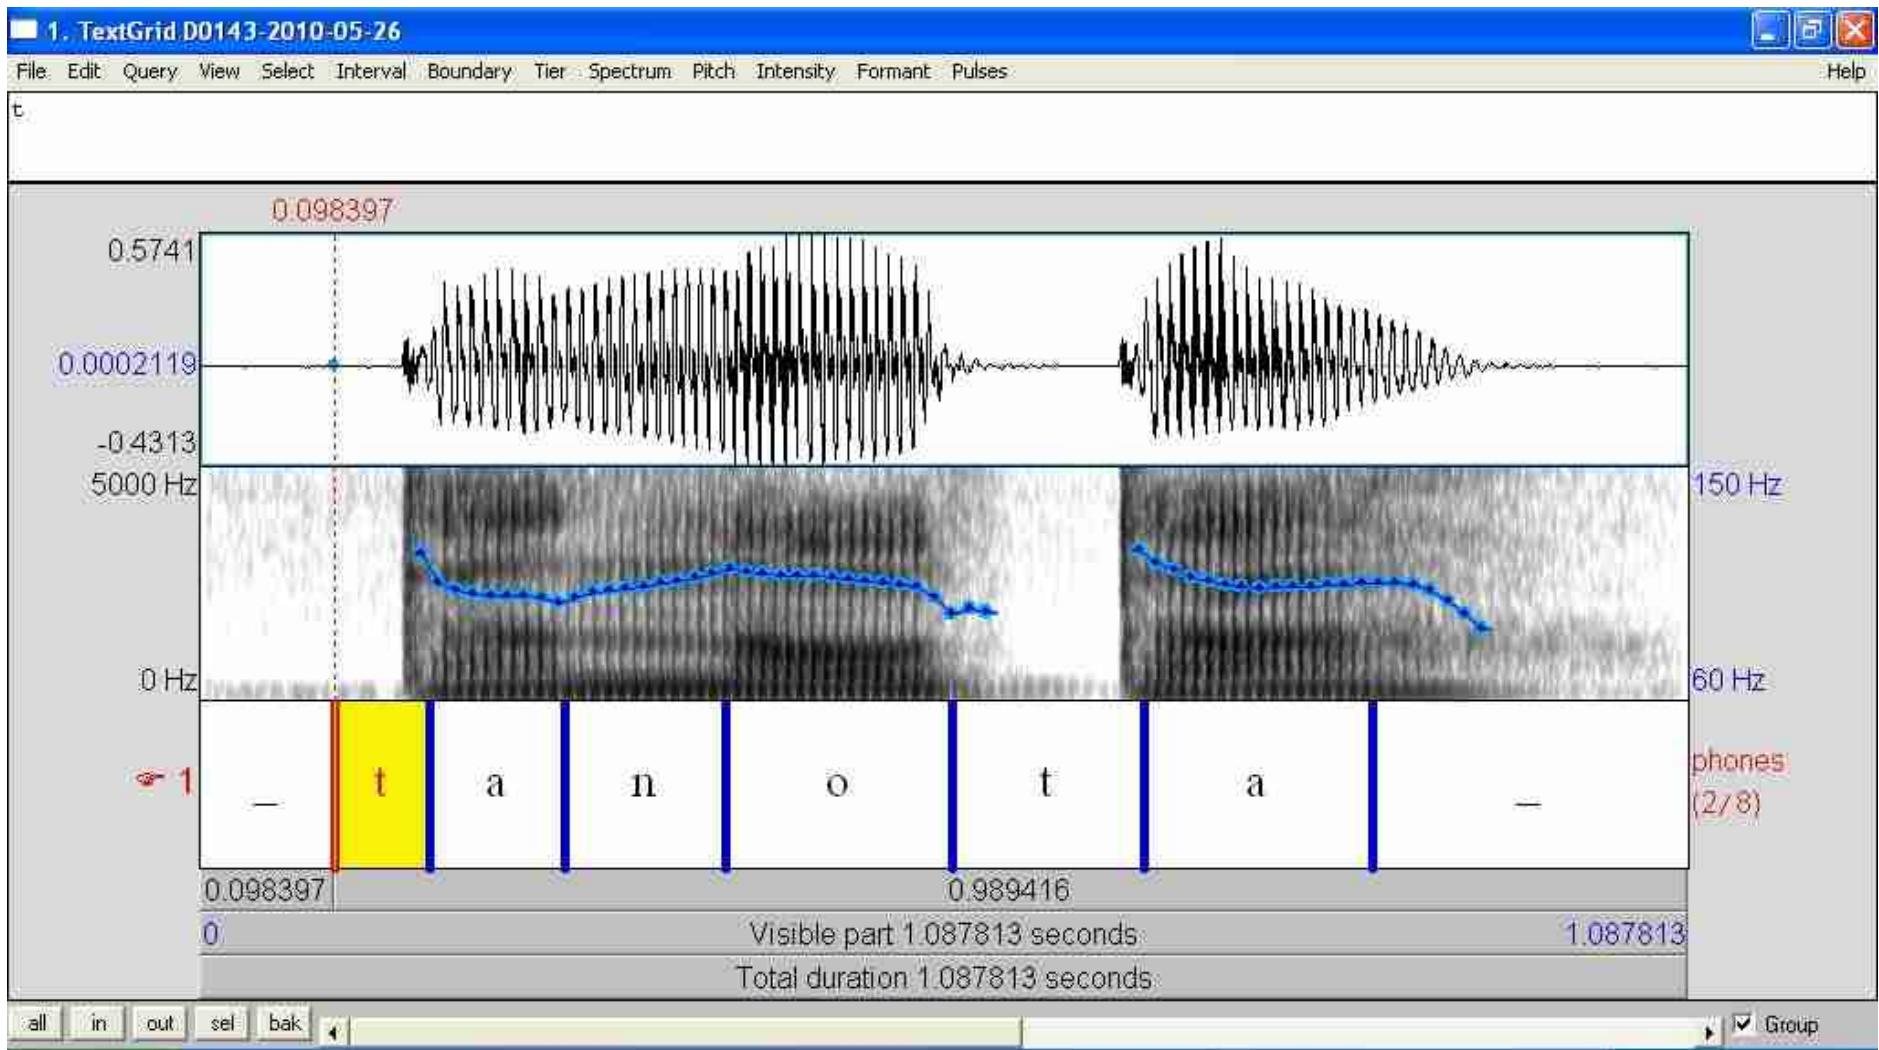 1. TextGrid D0143-2010-05-26
File Edit Query View Select Interval Boundary Tier Spectrum Pitch Intensity Formant Pulses Help
t
0.098397
0.5741
0.0002119
-0.4313
5000 Hz 150 Hz
0 Hz 60 Hz
☞ 1 _ t a n o t a _ phones
(2/8)
0.098397 0.989416
0 Visible part 1.087813 seconds 1.087813
Total duration 1.087813 seconds
all in out sel bak Group